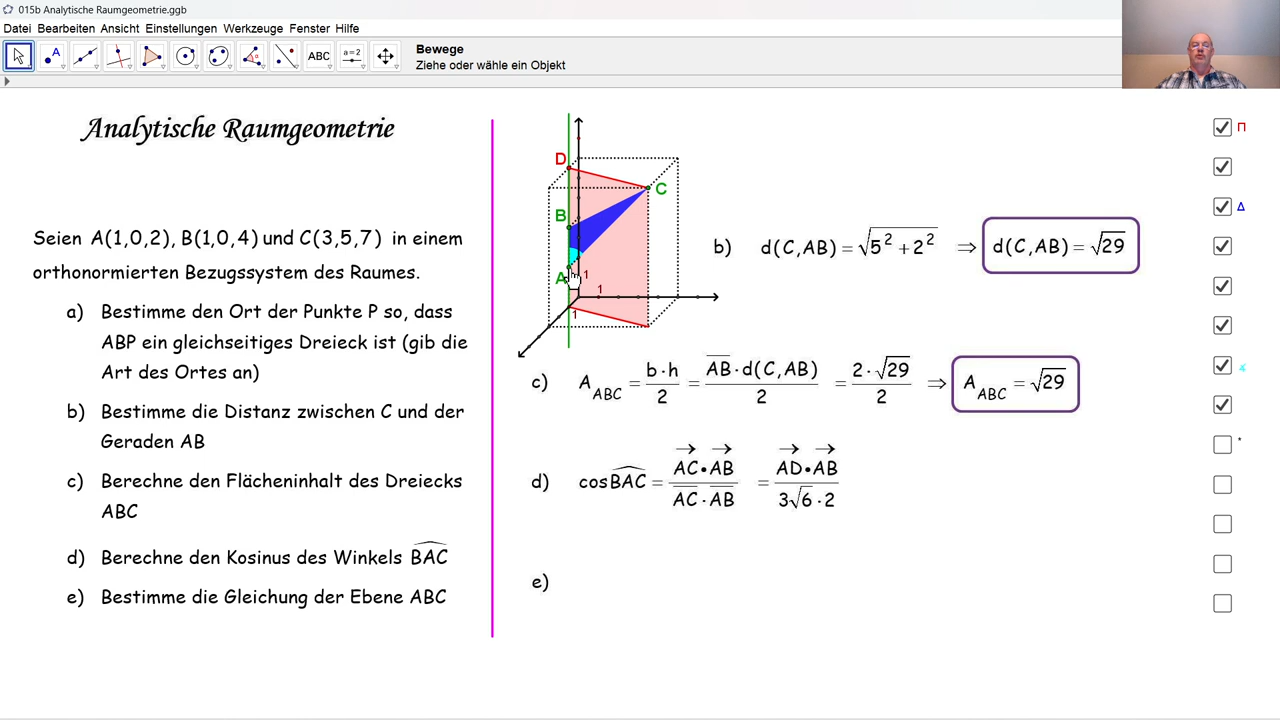 015b Analytische Raumgeometrie.ggb
Datei Bearbeiten Ansicht Einstellungen Werkzeuge Fenster Hilfe
A ABC a=2
Bewege
Ziehe oder wähle ein Objekt
Analytische Raumgeometrie
Seien A(1,0,2), B(1,0,4) und C(3,5,7) in einem
orthonormierten Bezugssystem des Raumes.
a) Bestimme den Ort der Punkte P so, dass
ABP ein gleichseitiges Dreieck ist (gib die
Art des Ortes an)
b) Bestimme die Distanz zwischen C und der
Geraden AB
c) Berechne den Flächeninhalt des Dreiecks
ABC
d) Berechne den Kosinus des Winkels BAC
e) Bestimme die Gleichung der Ebene ABC
D
C
B
A
1
1
1
b) d(C,AB) = √(5² + 2²) ⇒ d(C,AB) = √29
c) A_ABC = b·h/2 = AB·d(C,AB)/2 = 2·√29/2 ⇒ A_ABC = √29
d) cosBAC = AC•AB/AC·AB = AD•AB/3√6·2
e)
Π
Δ
∡
*